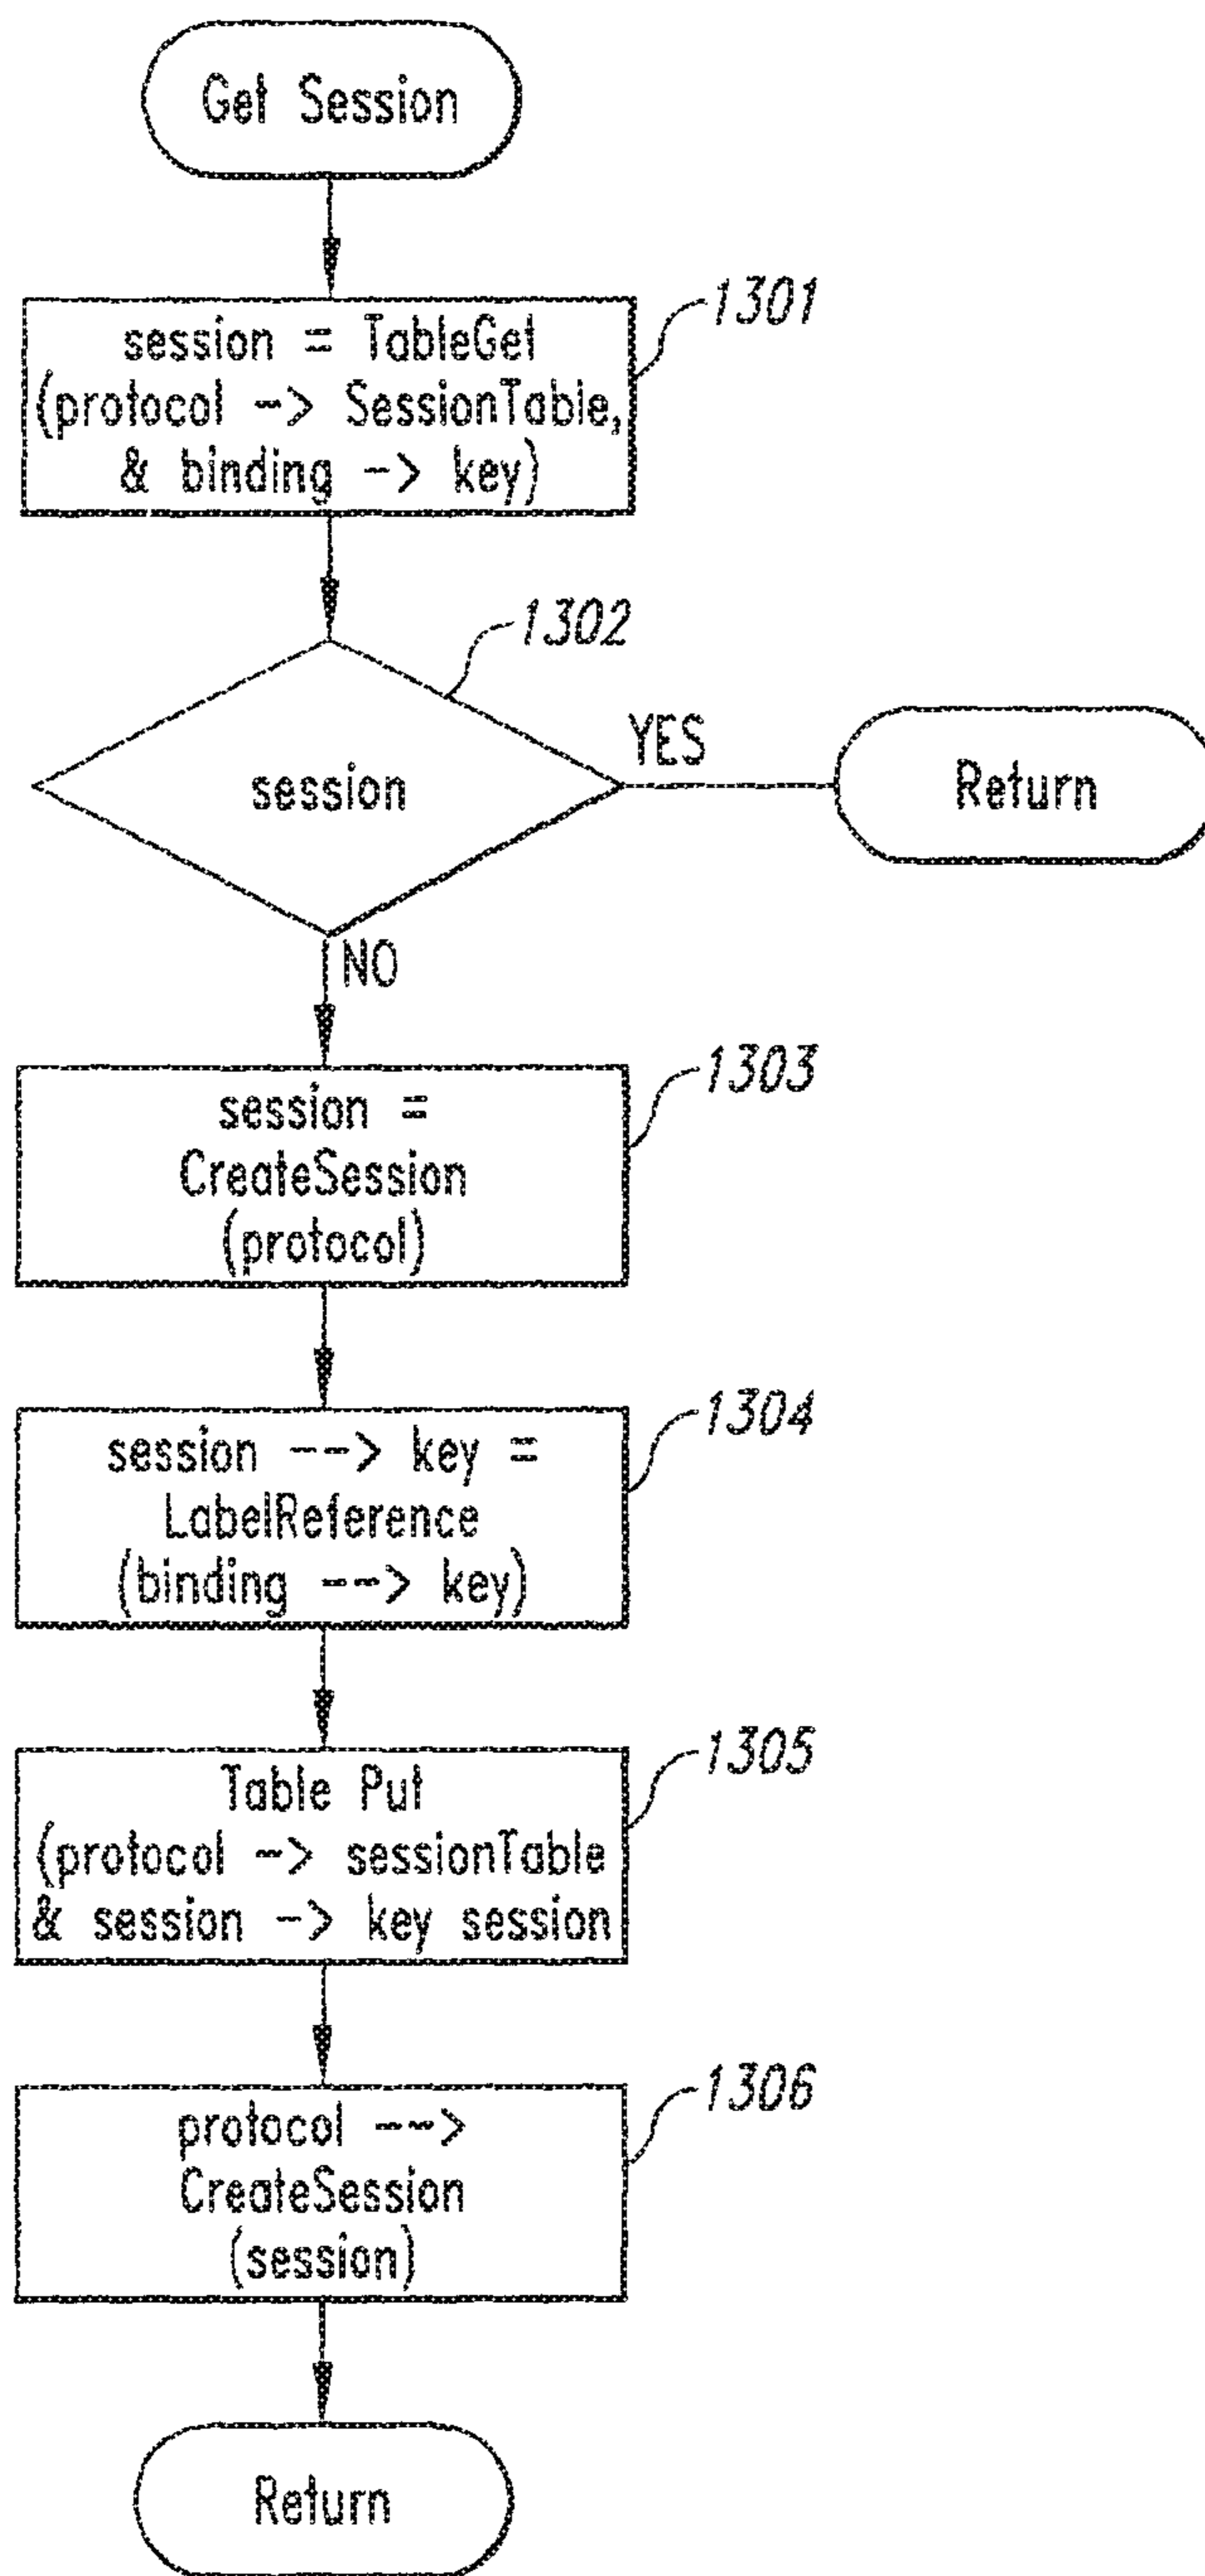 Get Session
1301
session = TableGet
(protocol -> SessionTable,
& binding -> key)
1302
session
YES
Return
NO
1303
session =
CreateSession
(protocol)
1304
session --> key =
LabelReference
(binding --> key)
1305
Table Put
(protocol -> sessionTable
& session -> key session
1306
protocol -->
CreateSession
(session)
Return